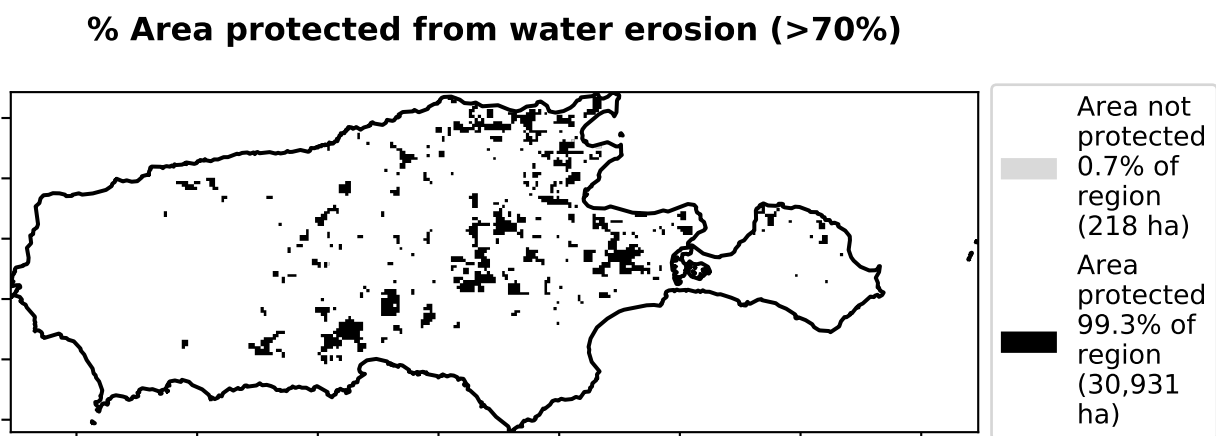 % Area protected from water erosion (>70%)
Area not
protected
0.7% of
region
(218 ha)
Area
protected
99.3% of
region
(30,931
ha)